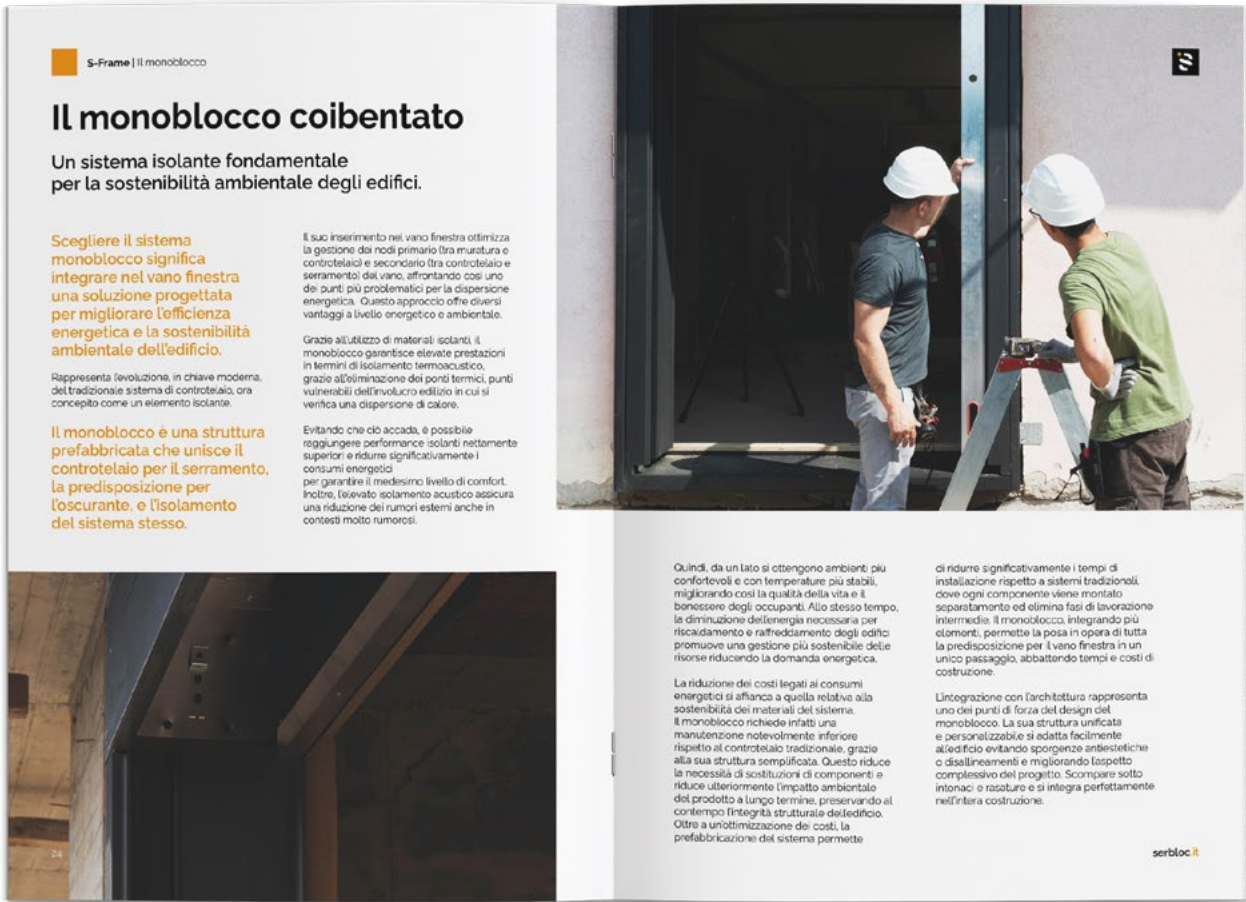 S-Frame | Il monoblocco
Il monoblocco coibentato
Un sistema isolante fondamentale
per la sostenibilità ambientale degli edifici.
Scegliere il sistema
monoblocco significa
integrare nel vano finestra
una soluzione progettata
per migliorare l'efficienza
energetica e la sostenibilità
ambientale dell'edificio.
Rappresenta l'evoluzione, in chiave moderna,
del tradizionale sistema di controtelaio, ora
concepito come un elemento isolante.
Il monoblocco è una struttura
prefabbricata che unisce il
controtelaio per il serramento,
la predisposizione per
l'oscurante, e l'isolamento
del sistema stesso.
Il suo inserimento nel vano finestra ottimizza
la gestione dei nodi primario (tra muratura e
controtelaio) e secondario (tra controtelaio e
serramento) del vano, affrontando così uno
dei punti più problematici per la dispersione
energetica. Questo approccio offre diversi
vantaggi a livello energetico e ambientale.
Grazie all'utilizzo di materiali isolanti, il
monoblocco garantisce elevate prestazioni
in termini di isolamento termoacustico,
grazie all'eliminazione dei ponti termici, punti
vulnerabili dell'involucro edilizio in cui si
verifica una dispersione di calore.
Evitando che ciò accada, è possibile
raggiungere performance isolanti nettamente
superiori e ridurre significativamente i
consumi energetici
per garantire il medesimo livello di comfort.
Inoltre, l'elevato isolamento acustico assicura
una riduzione dei rumori esterni anche in
contesti molto rumorosi.
24
Quindi, da un lato si ottengono ambienti più
confortevoli e con temperature più stabili,
migliorando così la qualità della vita e il
benessere degli occupanti. Allo stesso tempo,
la diminuzione dell'energia necessaria per
riscaldamento e raffreddamento degli edifici
promuove una gestione più sostenibile delle
risorse riducendo la domanda energetica.
La riduzione dei costi legati ai consumi
energetici si affianca a quella relativa alla
sostenibilità dei materiali del sistema.
Il monoblocco richiede infatti una
manutenzione notevolmente inferiore
rispetto al controtelaio tradizionale, grazie
alla sua struttura semplificata. Questo riduce
la necessità di sostituzioni di componenti e
riduce ulteriormente l'impatto ambientale
del prodotto a lungo termine, preservando al
contempo l'integrità strutturale dell'edificio.
Oltre a un'ottimizzazione dei costi, la
prefabbricazione del sistema permette
di ridurre significativamente i tempi di
installazione rispetto a sistemi tradizionali,
dove ogni componente viene montato
separatamente ed elimina fasi di lavorazione
intermedie. Il monoblocco, integrando più
elementi, permette la posa in opera di tutta
la predisposizione per il vano finestra in un
unico passaggio, abbattendo tempi e costi di
costruzione.
L'integrazione con l'architettura rappresenta
uno dei punti di forza del design del
monoblocco. La sua struttura unificata
e personalizzabile si adatta facilmente
all'edificio evitando sporgenze antiestetiche
o disallineamenti e migliorando l'aspetto
complessivo del progetto. Scompare sotto
intonaci e rasature e si integra perfettamente
nell'intera costruzione.
serbloc.it